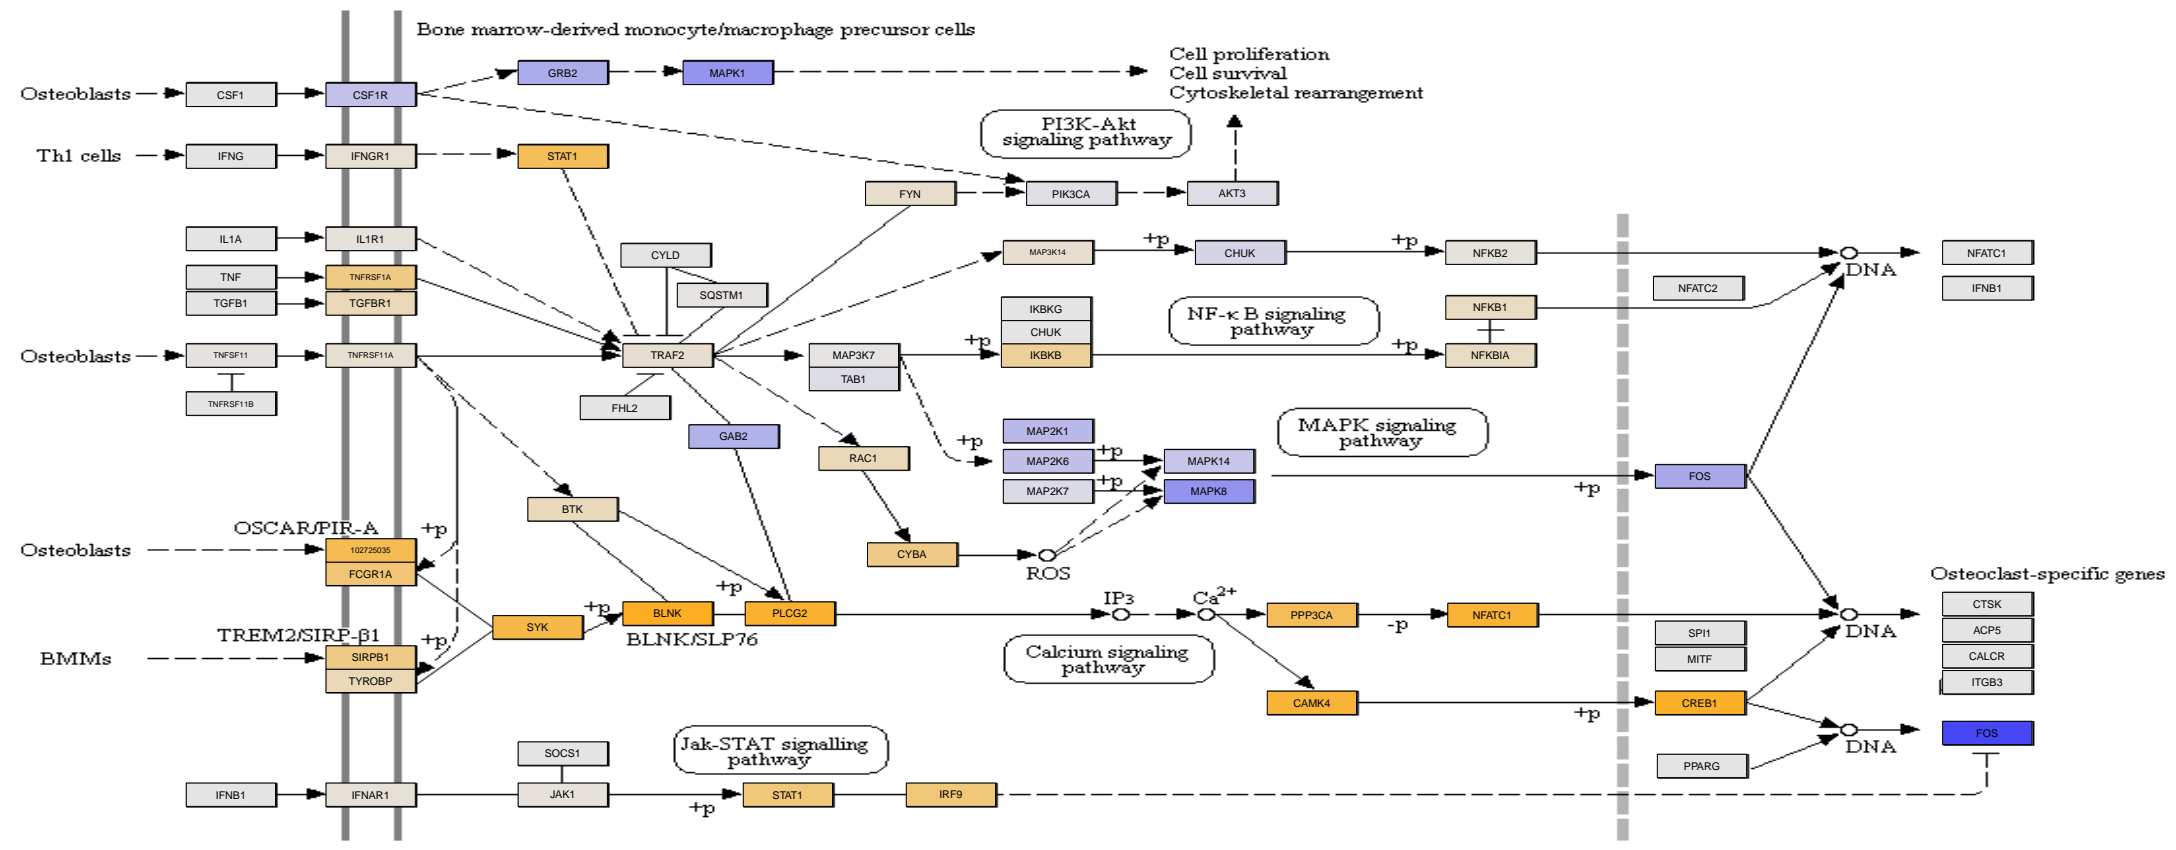 Bone marrow-derived monocyte/macrophage precursor cells
Cell proliferation
Cell survival
Cytoskeletal rearrangement
GRB2
MAPK1
Osteoblasts
CSF1
CSF1R
PI3K-Akt
signaling pathway
Th1 cells
IFNG
IFNGR1
STAT1
FYN
PIK3CA
AKT3
IL1A
IL1R1
CYLD
MAP3K14
+p
CHUK
+p
NFKB2
DNA
NFATC1
TNF
TNFRSF1A
SQSTM1
NFATC2
IFNB1
TGFB1
TGFBR1
IKBKG
CHUK
IKBKB
NF-κ B signaling
pathway
NFKB1
Osteoblasts
TNFSF11
TNFRSF11A
TRAF2
MAP3K7
TAB1
+p
+p
NFKBIA
TNFRSF11B
FHL2
GAB2
RAC1
+p
MAP2K1
MAP2K6
+p
MAPK14
MAP2K7
+p
MAPK8
MAPK signaling
pathway
+p
FOS
BTK
OSCAR/PIR-A
+p
Osteoblasts
102725035
FCGR1A
CYBA
ROS
Osteoclast-specific genes
SYK
+p
BLNK
+p
PLCG2
BLNK/SLP76
IP3
Ca2+
PPP3CA
-p
NFATC1
DNA
CTSK
ACP5
CALCR
ITGB3
SPI1
MITF
TREM2/SIRP-β1
+p
BMMs
SIRPB1
TYROBP
Calcium signaling
pathway
CAMK4
+p
CREB1
DNA
FOS
PPARG
SOCS1
Jak-STAT signalling
pathway
IFNB1
IFNAR1
JAK1
+p
STAT1
IRF9